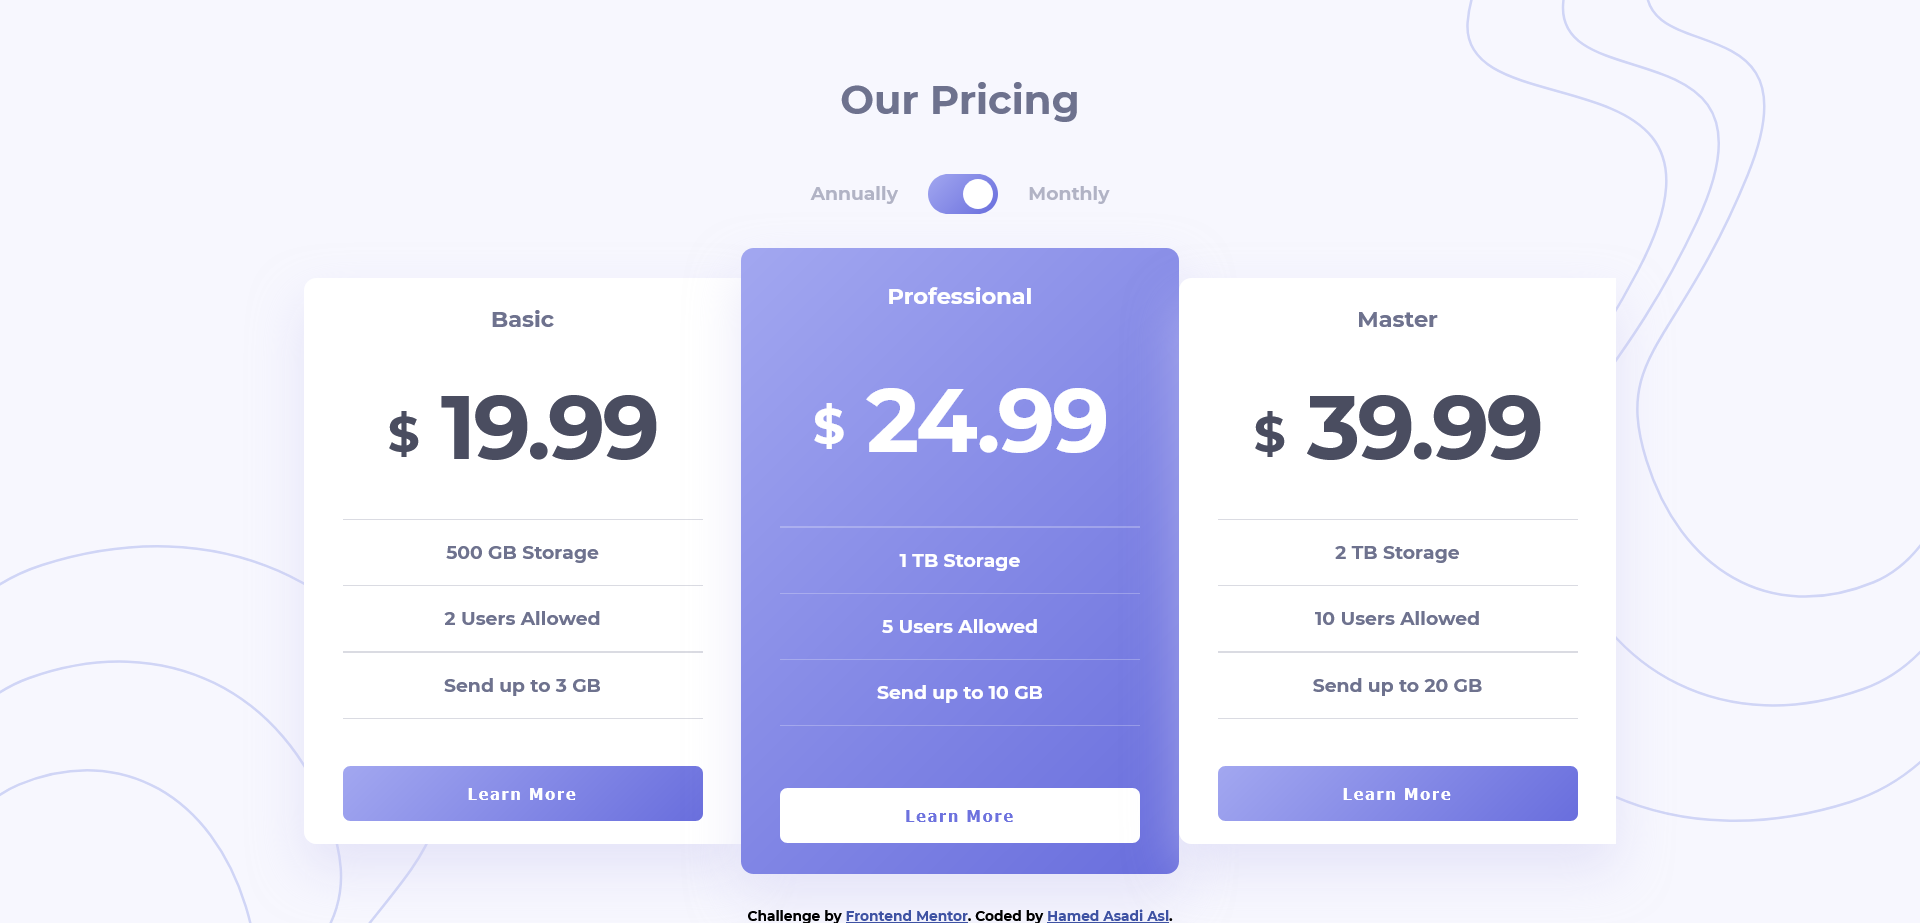 Our Pricing
Annually Monthly
Basic
$ 19.99
500 GB Storage
2 Users Allowed
Send up to 3 GB
Learn More
Professional
$ 24.99
1 TB Storage
5 Users Allowed
Send up to 10 GB
Learn More
Master
$ 39.99
2 TB Storage
10 Users Allowed
Send up to 20 GB
Learn More
Challenge by Frontend Mentor. Coded by Hamed Asadi Asl.